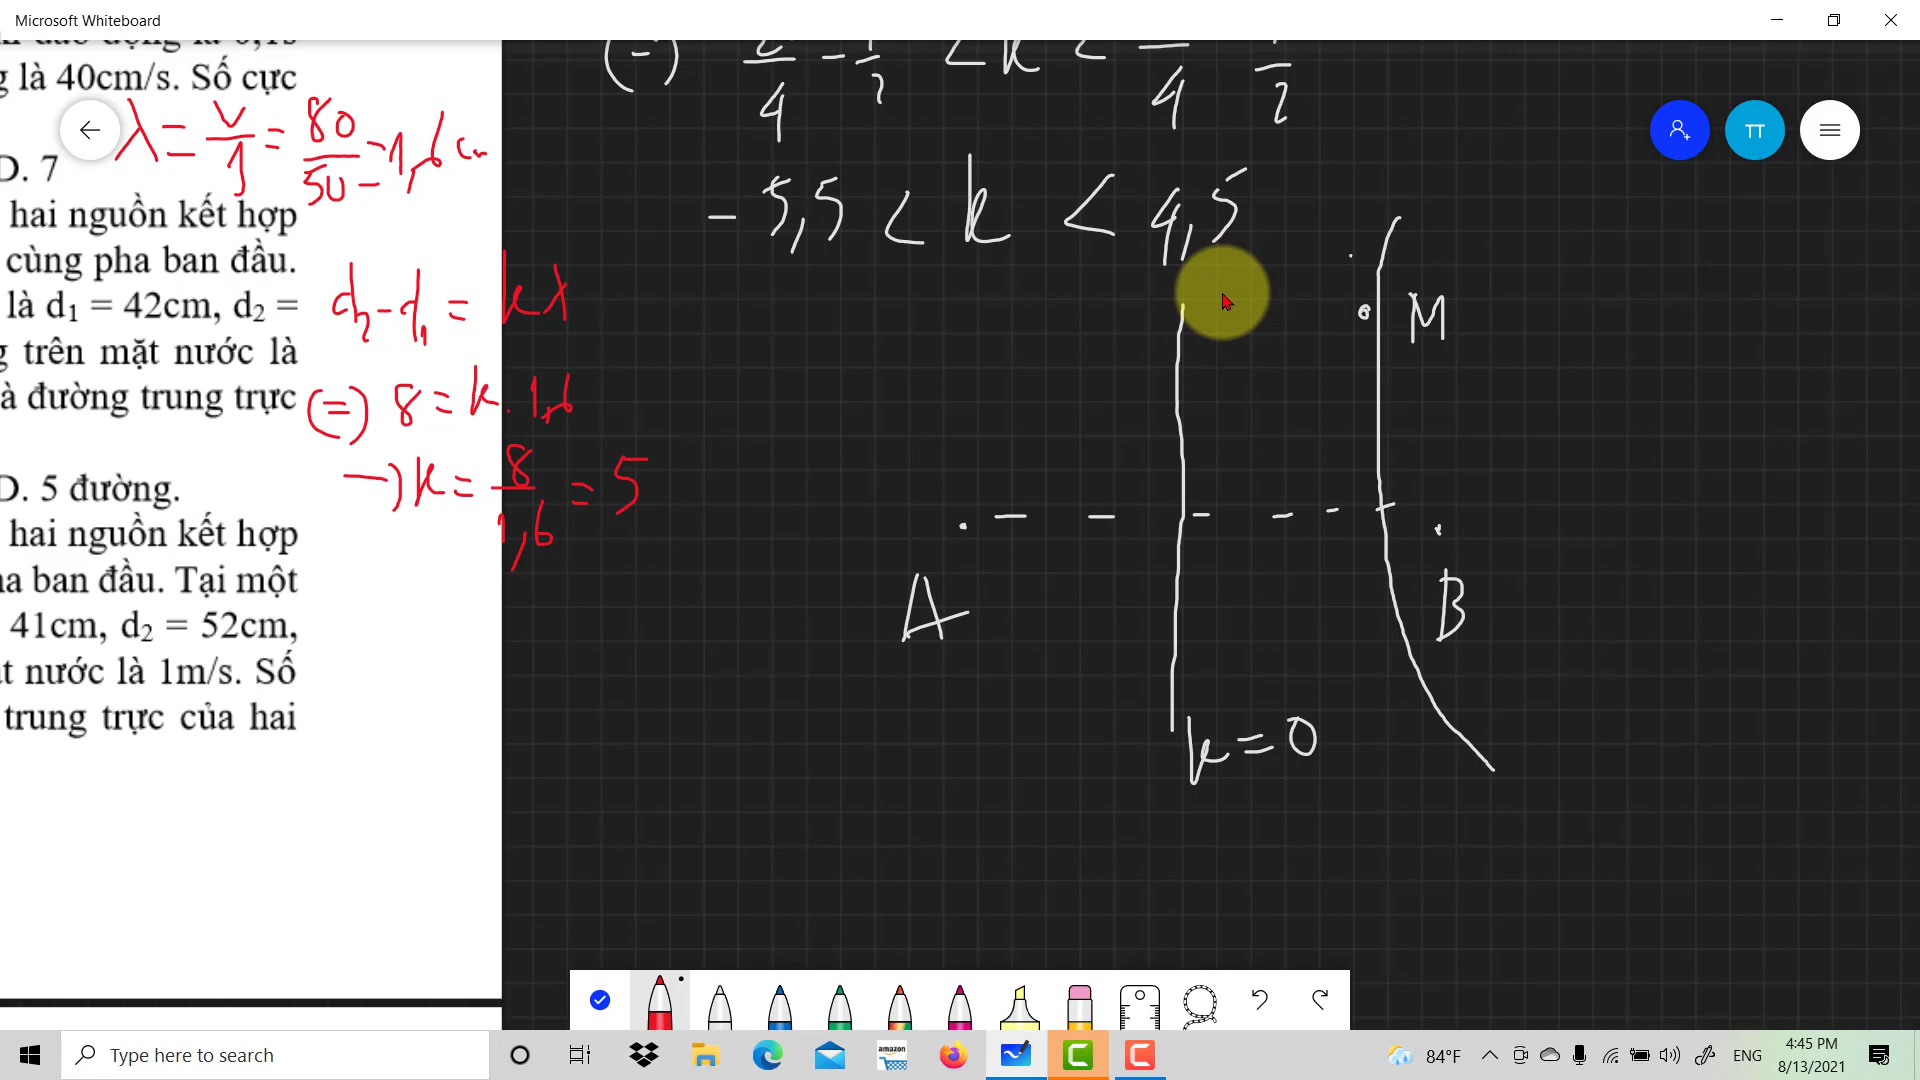 Microsoft Whiteboard
là 40cm/s. Số cực
D. 7
hai nguồn kết hợp
cùng pha ban đầu.
là d₁ = 42cm, d₂ =
trên mặt nước là
à đường trung trực
D. 5 đường.
hai nguồn kết hợp
ha ban đầu. Tại một
41cm, d₂ = 52cm,
nước là 1m/s. Số
trung trực của hai
λ = v/f = 80/50 = 1,6 cm
d₂ - d₁ = kλ
(=) 8 = k . 1,6
→ k = 8/1,6 = 5
- 5,5 < k < 4,5
M
A
B
k = 0
TT
Type here to search
amazon
84°F
ENG
4:45 PM
8/13/2021